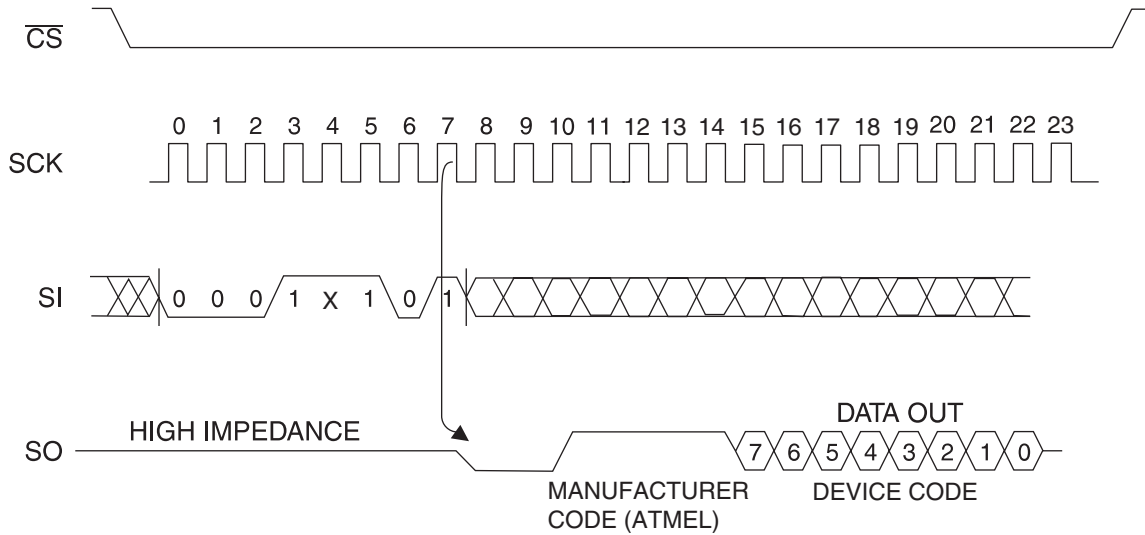 CS
0 1 2 3 4 5 6 7 8 9 10 11 12 13 14 15 16 17 18 19 20 21 22 23
SCK
SI
0 0 0 1 X 1 0 1
DATA OUT
HIGH IMPEDANCE
SO
7 6 5 4 3 2 1 0
MANUFACTURER
CODE (ATMEL)
DEVICE CODE